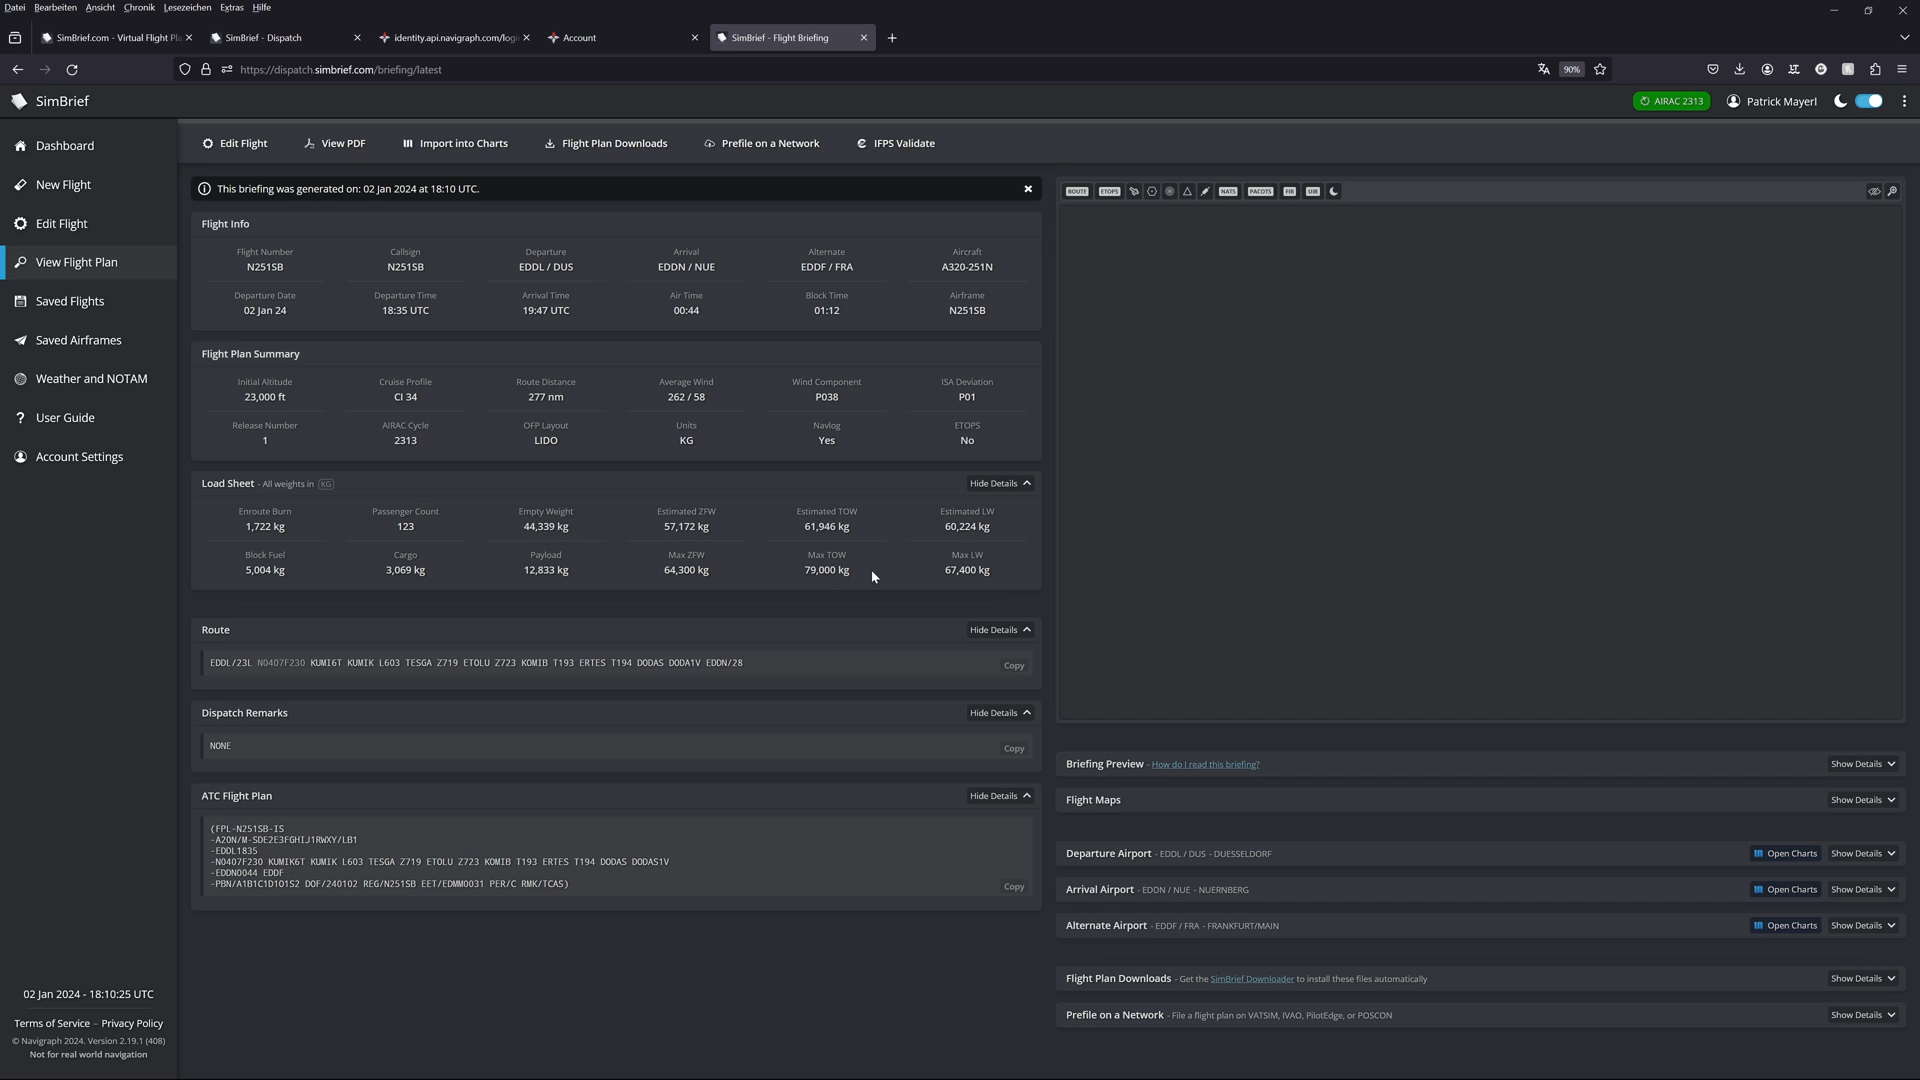 Datei Bearbeiten Ansicht Chronik Lesezeichen Extras Hilfe
SimBrief.com - Virtual Flight Pla
SimBrief - Dispatch
identity.api.navigraph.com/logi
Account
SimBrief - Flight Briefing
https://dispatch.simbrief.com/briefing/latest
90%
SimBrief
AIRAC 2313
Patrick Mayerl
Dashboard
New Flight
Edit Flight
View Flight Plan
Saved Flights
Saved Airframes
Weather and NOTAM
User Guide
Account Settings
02 Jan 2024 - 18:10:25 UTC
Terms of Service – Privacy Policy
© Navigraph 2024. Version 2.19.1 (408)
Not for real world navigation
Edit Flight View PDF Import into Charts Flight Plan Downloads Prefile on a Network IFPS Validate
This briefing was generated on: 02 Jan 2024 at 18:10 UTC.
Flight Info
Flight Number Callsign Departure Arrival Alternate Aircraft
N251SB N251SB EDDL / DUS EDDN / NUE EDDF / FRA A320-251N
Departure Date Departure Time Arrival Time Air Time Block Time Airframe
02 Jan 24 18:35 UTC 19:47 UTC 00:44 01:12 N251SB
Flight Plan Summary
Initial Altitude Cruise Profile Route Distance Average Wind Wind Component ISA Deviation
23,000 ft CI 34 277 nm 262 / 58 P038 P01
Release Number AIRAC Cycle OFP Layout Units Navlog ETOPS
1 2313 LIDO KG Yes No
Load Sheet - All weights in KG Hide Details
Enroute Burn Passenger Count Empty Weight Estimated ZFW Estimated TOW Estimated LW
1,722 kg 123 44,339 kg 57,172 kg 61,946 kg 60,224 kg
Block Fuel Cargo Payload Max ZFW Max TOW Max LW
5,004 kg 3,069 kg 12,833 kg 64,300 kg 79,000 kg 67,400 kg
Route Hide Details
EDDL/23L N0407F230 KUMI6T KUMIK L603 TESGA Z719 ETOLU Z723 KOMIB T193 ERTES T194 DODAS DODA1V EDDN/28
Copy
Dispatch Remarks Hide Details
NONE
Copy
ATC Flight Plan Hide Details
(FPL-N251SB-IS
-A20N/M-SDE2E3FGHIJ1RWXY/LB1
-EDDL1835
-N0407F230 KUMIK6T KUMIK L603 TESGA Z719 ETOLU Z723 KOMIB T193 ERTES T194 DODAS DODAS1V
-EDDN0044 EDDF
-PBN/A1B1C1D1O1S2 DOF/240102 REG/N251SB EET/EDMM0031 PER/C RMK/TCAS)
Copy
ROUTE ETOPS NATS PACOTS FIR UIR
Briefing Preview - How do I read this briefing? Show Details
Flight Maps Show Details
Departure Airport - EDDL / DUS - DUESSELDORF Open Charts Show Details
Arrival Airport - EDDN / NUE - NUERNBERG Open Charts Show Details
Alternate Airport - EDDF / FRA - FRANKFURT/MAIN Open Charts Show Details
Flight Plan Downloads - Get the SimBrief Downloader to install these files automatically Show Details
Prefile on a Network - File a flight plan on VATSIM, IVAO, PilotEdge, or POSCON Show Details